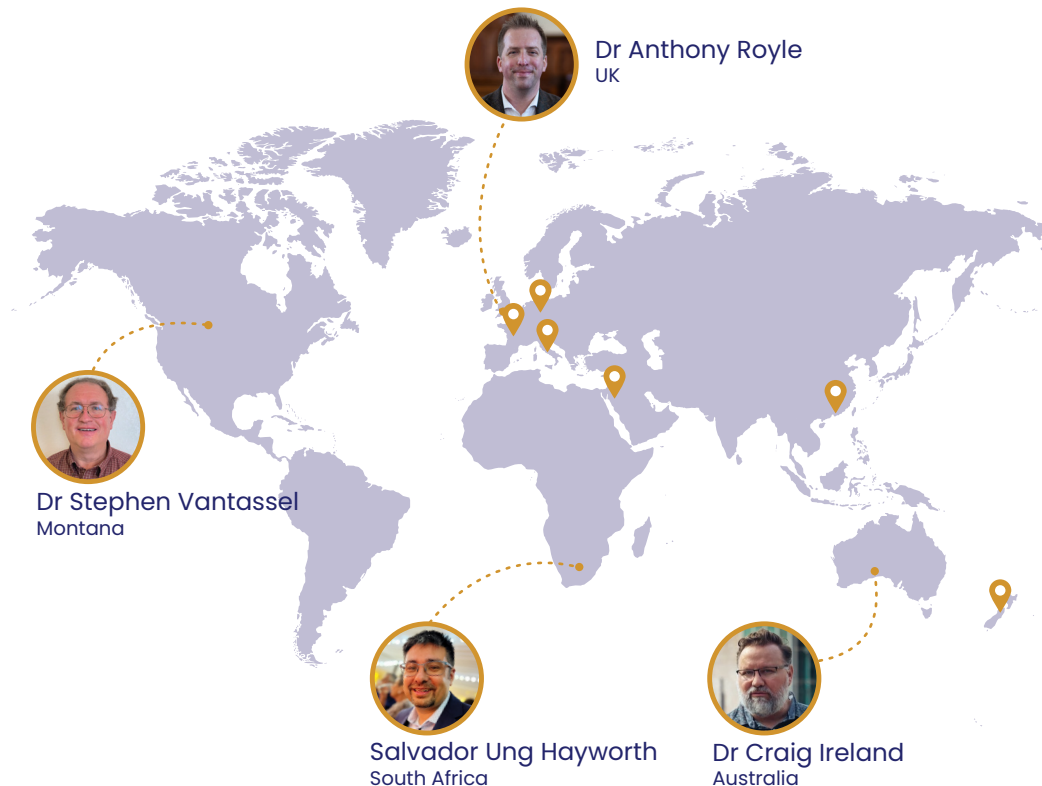 Dr Anthony Royle
UK
Dr Stephen Vantassel
Montana
Salvador Ung Hayworth
South Africa
Dr Craig Ireland
Australia